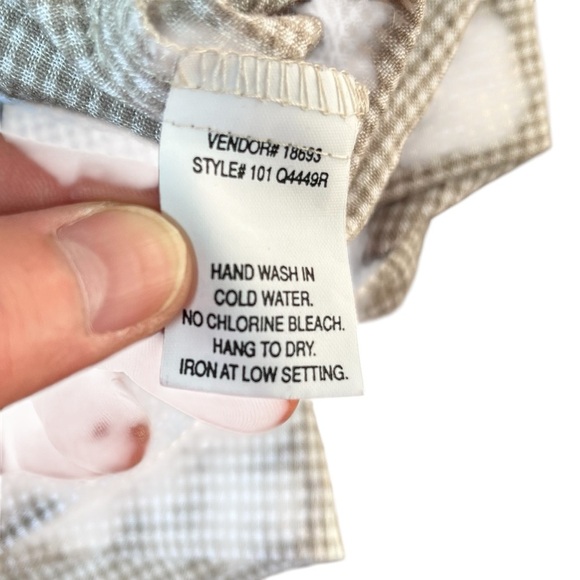 VENDOR# 18693
STYLE# 101 Q4449R
HAND WASH IN
COLD WATER.
NO CHLORINE BLEACH.
HANG TO DRY.
IRON AT LOW SETTING.